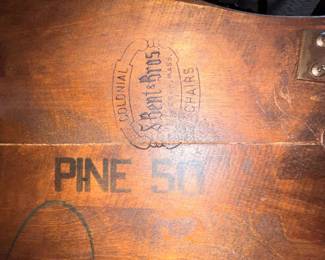 COLONIAL
S. Bent & Bros
MASS.
CHAIRS
PINE 50